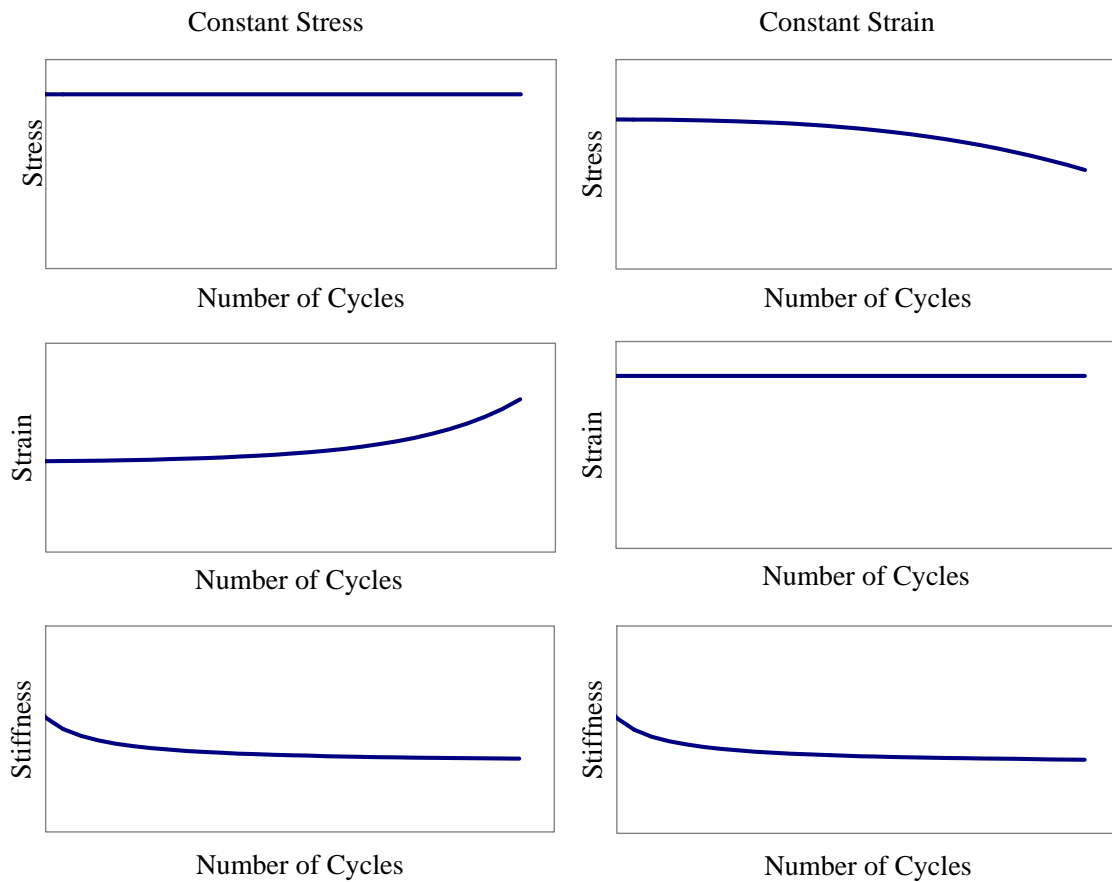 Constant Stress
Constant Strain
Stress
Number of Cycles
Stress
Number of Cycles
Strain
Number of Cycles
Strain
Number of Cycles
Stiffness
Number of Cycles
Stiffness
Number of Cycles